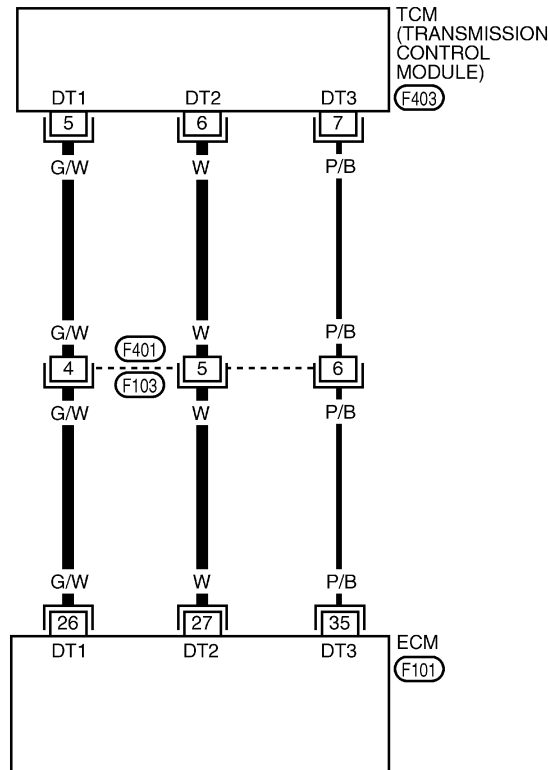 TCM
(TRANSMISSION
CONTROL
MODULE)
F403
DT1 DT2 DT3
5 6 7
G/W W P/B
G/W W P/B
F401
4 5 6
F103
G/W W P/B
G/W W P/B
26 27 35
DT1 DT2 DT3
ECM
F101